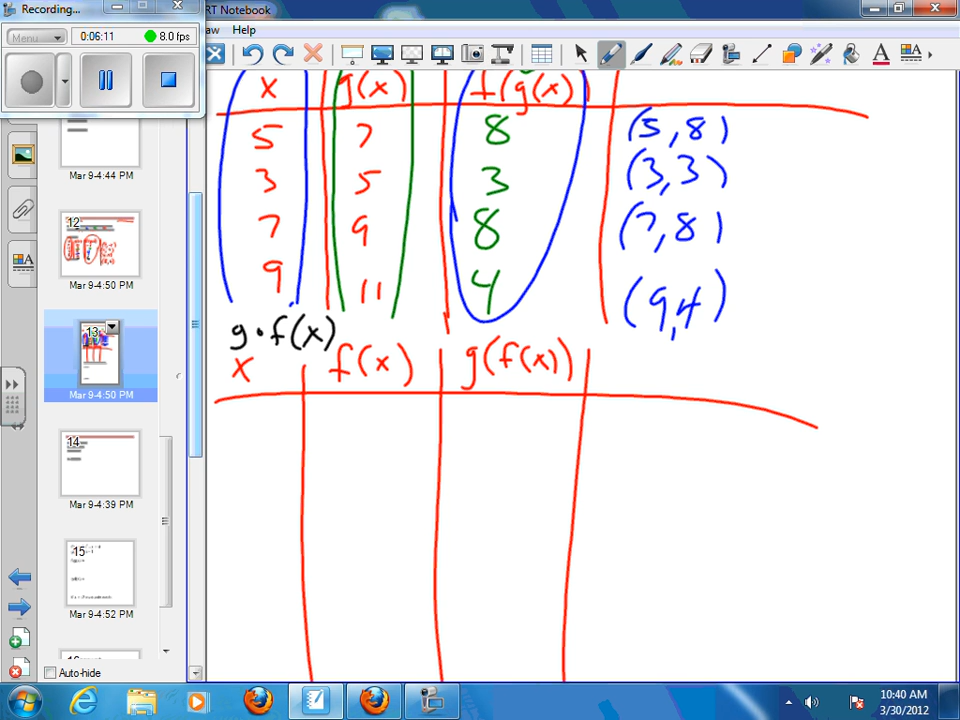 Recording...
RT Notebook
Menu
0:06:11
8.0 fps
aw Help
x g(x) f(g(x))
5 7 8 (5,8)
3 5 3 (3,3)
7 9 8 (7,8)
9 11 4 (9,4)
g∘f(x)
x f(x) g(f(x))
Mar 9-4:44 PM
12
Mar 9-4:50 PM
13
Mar 9-4:50 PM
14
Mar 9-4:39 PM
15
Mar 9-4:52 PM
Auto-hide
10:40 AM
3/30/2012